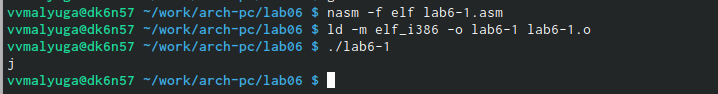 vvmalyuga@dk6n57 ~/work/arch-pc/lab06 $ nasm -f elf lab6-1.asm
vvmalyuga@dk6n57 ~/work/arch-pc/lab06 $ ld -m elf_i386 -o lab6-1 lab6-1.o
vvmalyuga@dk6n57 ~/work/arch-pc/lab06 $ ./lab6-1
j
vvmalyuga@dk6n57 ~/work/arch-pc/lab06 $